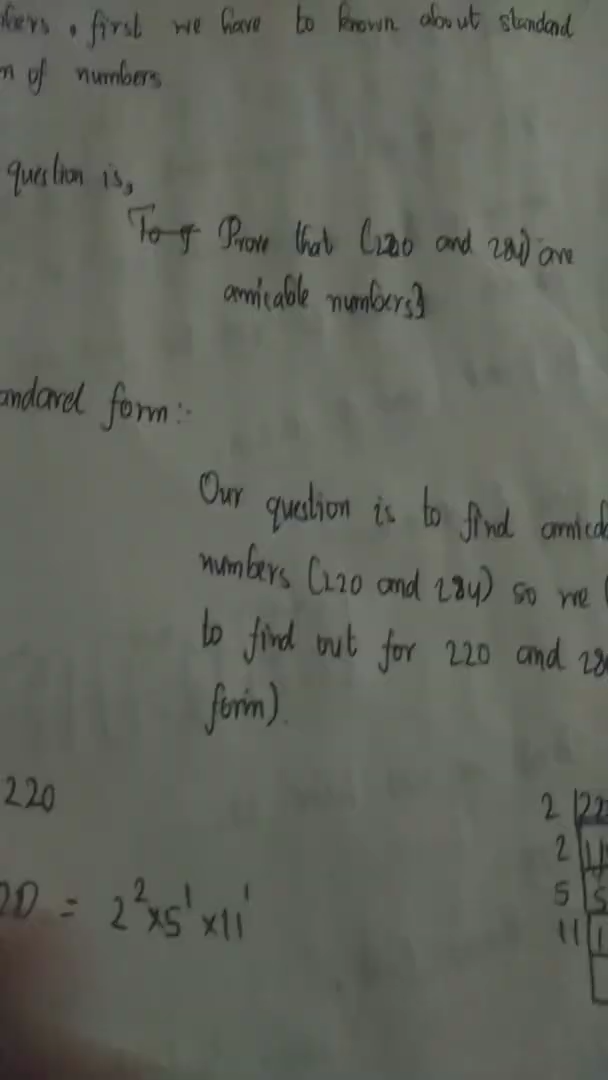 first we have to known about standard
of numbers
question is,
To Prove that (220 and 284) are
amicable numbers}
form:-
Our question is to find
numbers (220 and 284) so we
to find out for 220 and
form).
220
= 2² x 5¹ x 11¹
2
2
5
11